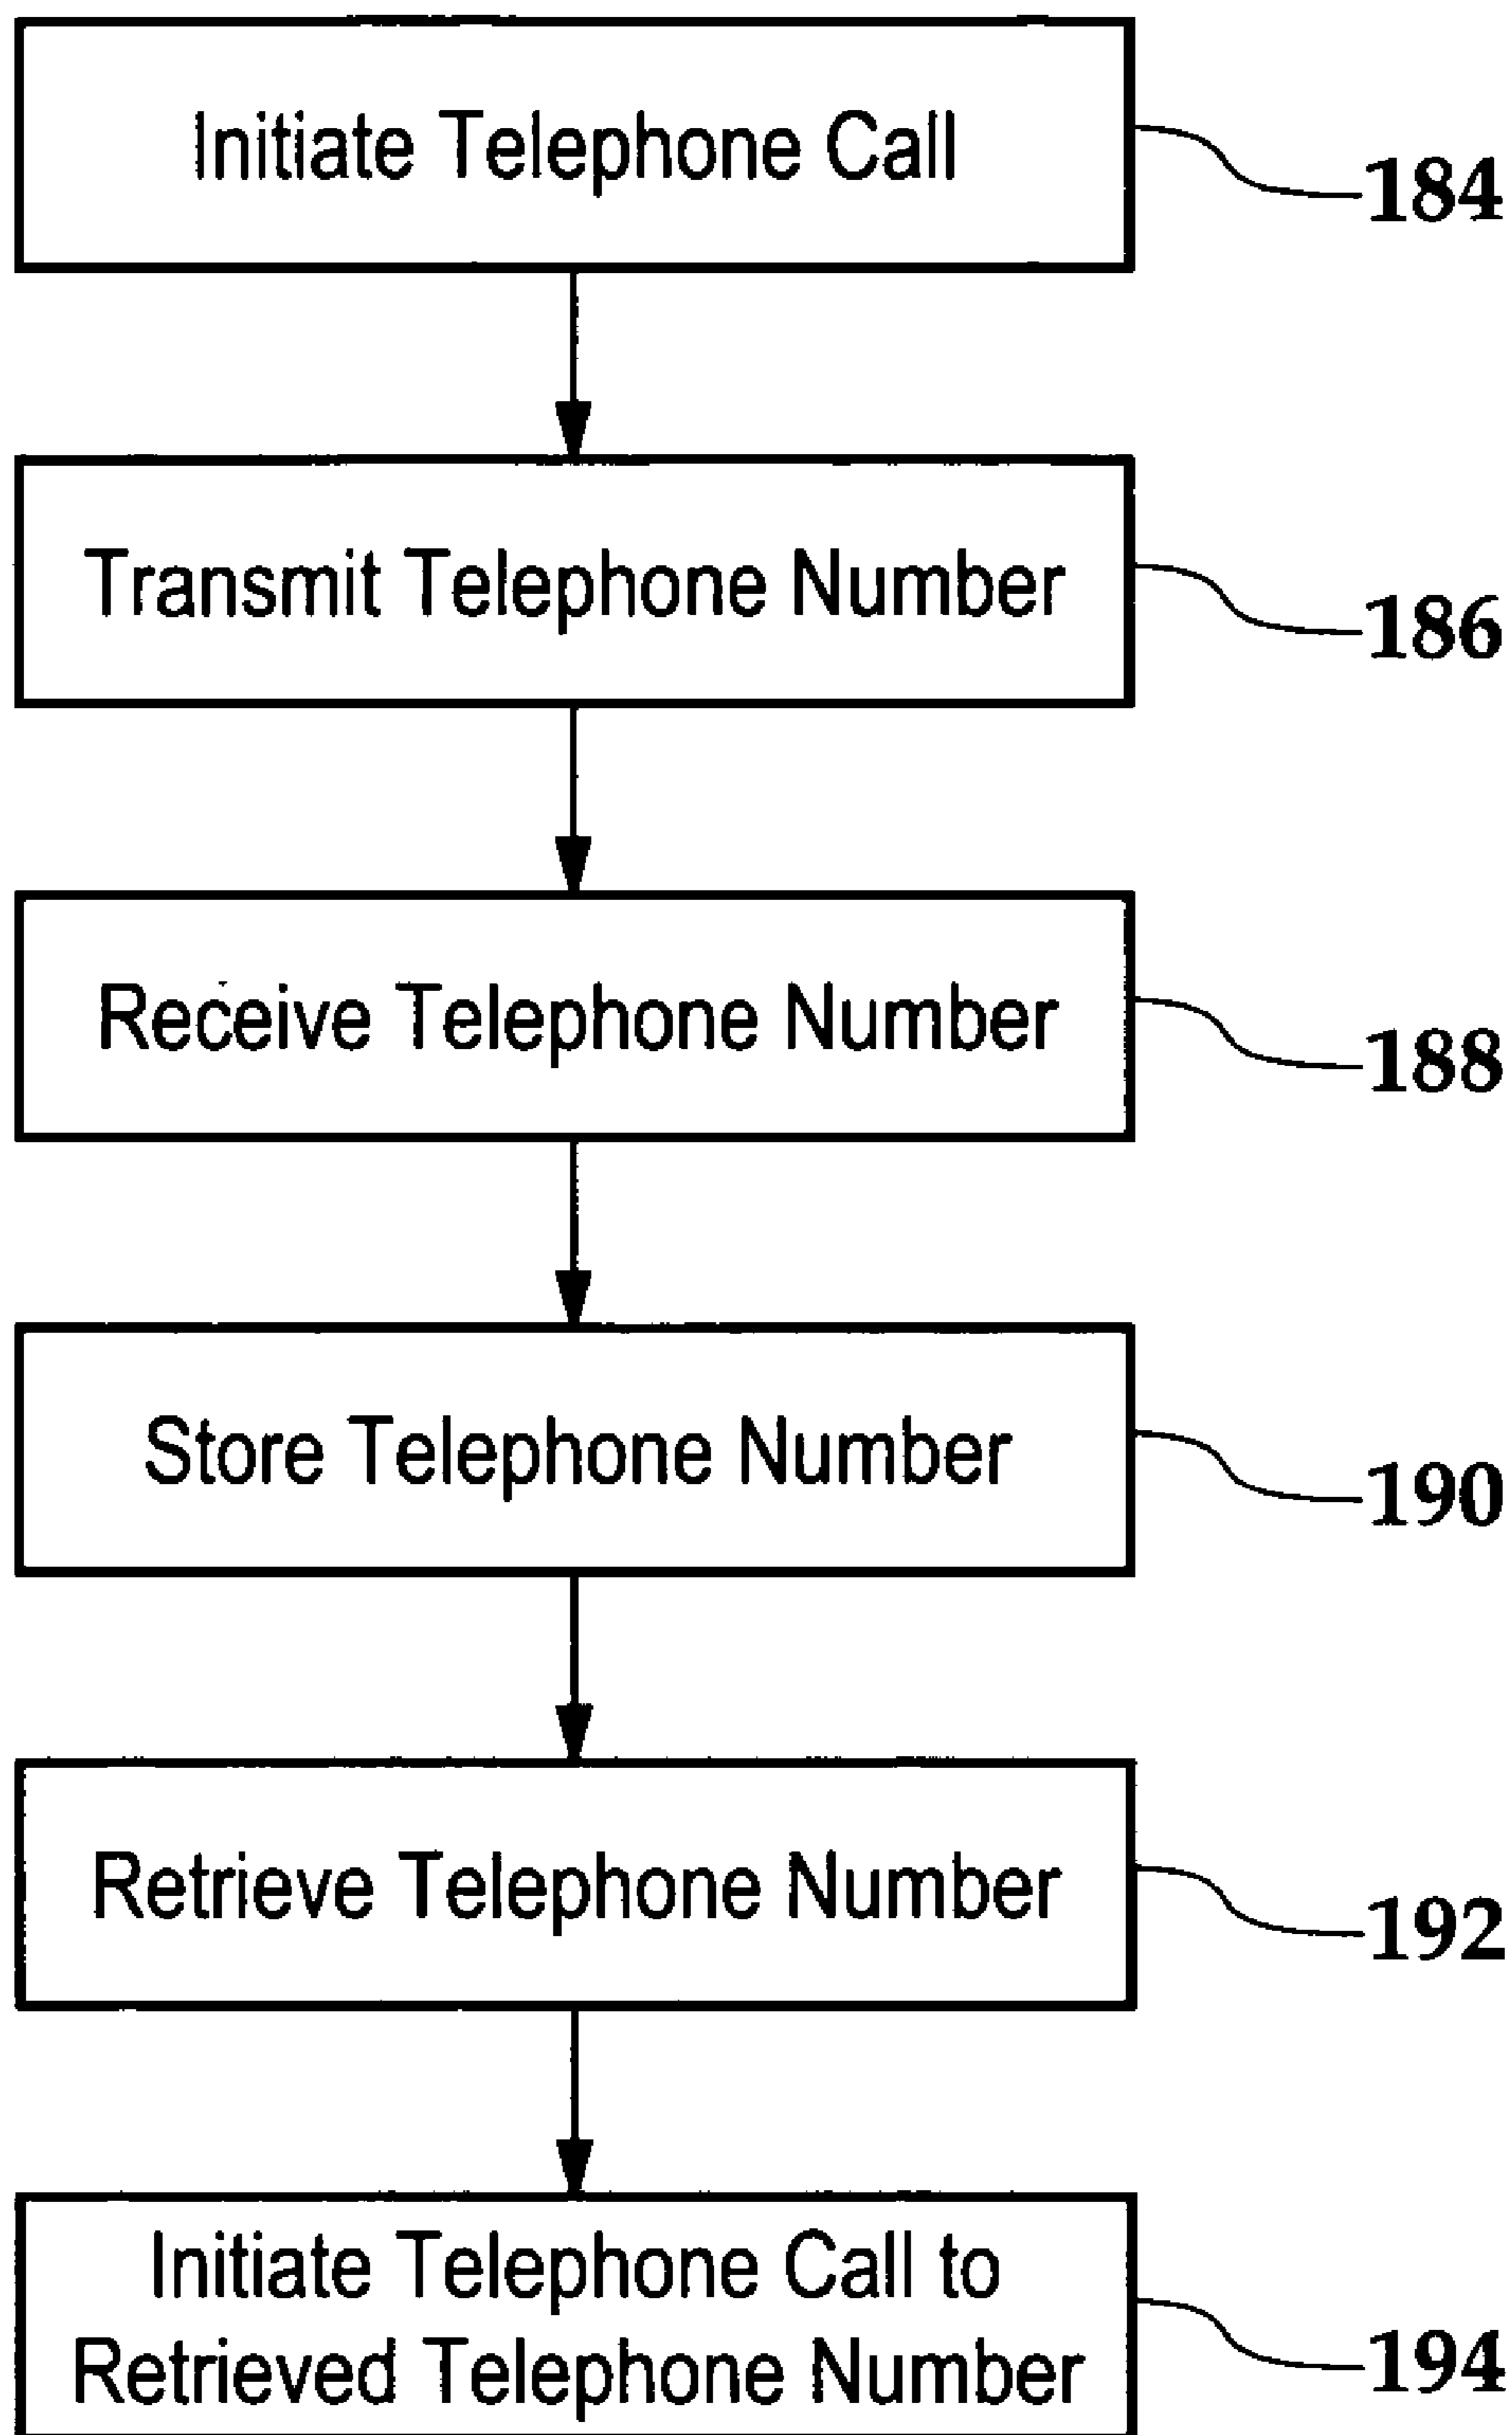 Initiate Telephone Call
184
Transmit Telephone Number
186
Receive Telephone Number
188
Store Telephone Number
190
Retrieve Telephone Number
192
Initiate Telephone Call to
Retrieved Telephone Number
194